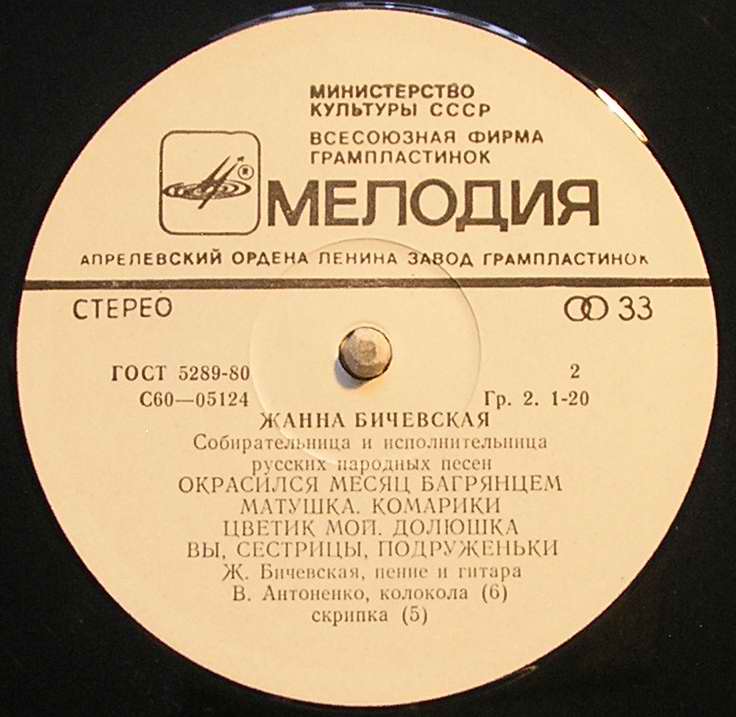 МИНИСТЕРСТВО
КУЛЬТУРЫ СССР
ВСЕСОЮЗНАЯ ФИРМА
ГРАМПЛАСТИНОК
®
МЕЛОДИЯ
АПРЕЛЕВСКИЙ ОРДЕНА ЛЕНИНА ЗАВОД ГРАМПЛАСТИНОК
СТЕРЕО 33
ГОСТ 5289-80 2
С60—05124 Гр. 2. 1-20
ЖАННА БИЧЕВСКАЯ
Собирательница и исполнительница
русских народных песен
ОКРАСИЛСЯ МЕСЯЦ БАГРЯНЦЕМ
МАТУШКА. КОМАРИКИ
ЦВЕТИК МОЙ. ДОЛЮШКА
ВЫ, СЕСТРИЦЫ, ПОДРУЖЕНЬКИ
Ж. Бичевская, пение и гитара
В. Антоненко, колокола (6)
скрипка (5)